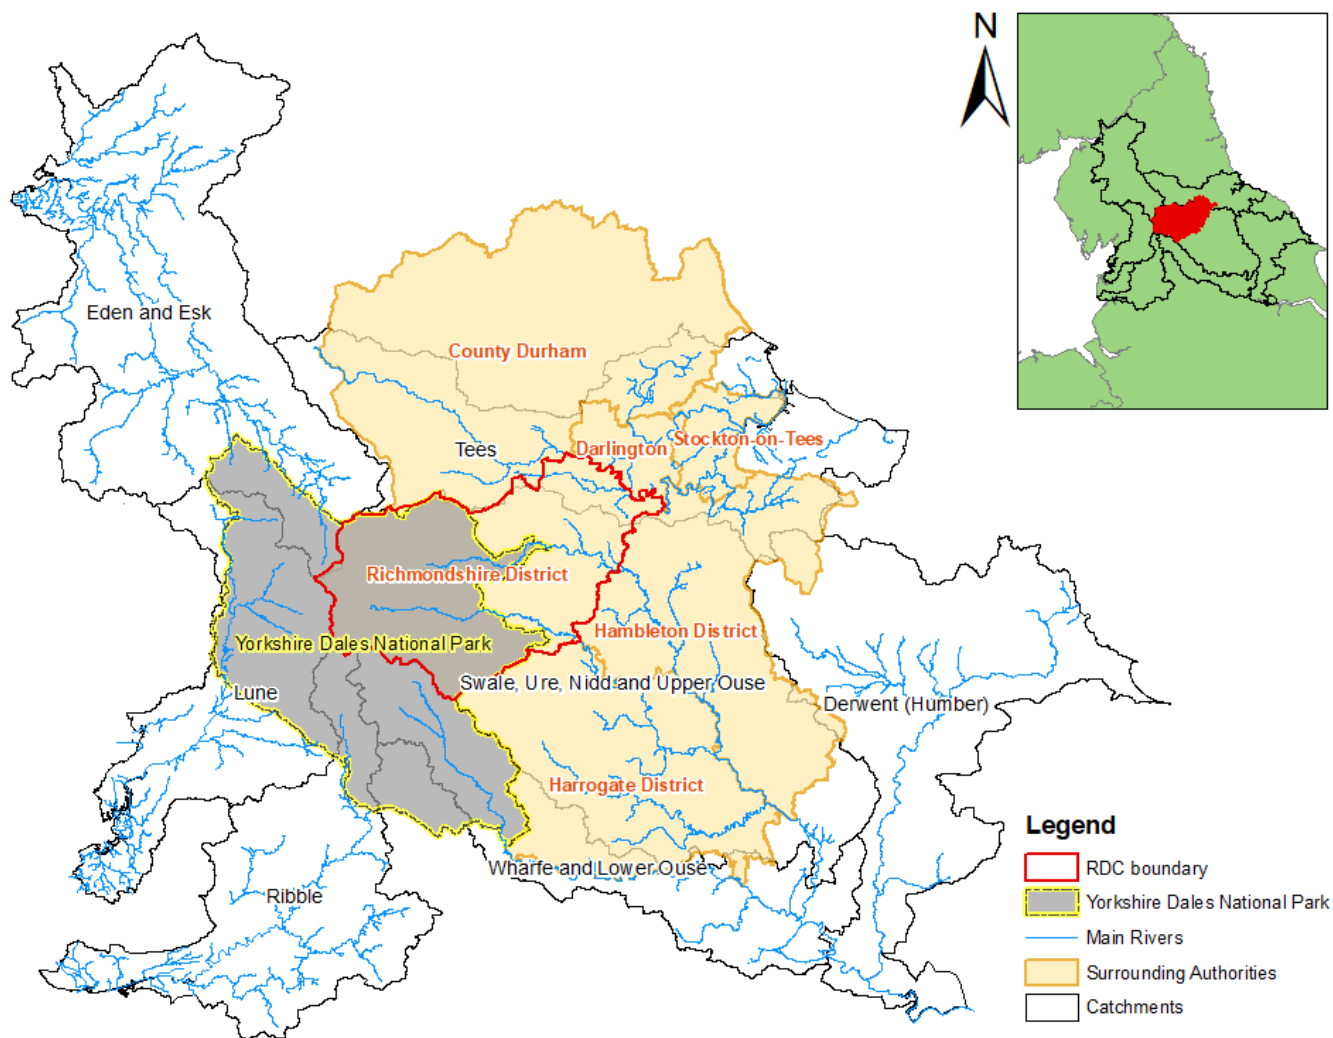 N
Eden and Esk
County Durham
Tees
Darlington
Stockton-on-Tees
Richmondshire District
Hambleton District
Yorkshire Dales National Park
Lune
Swale, Ure, Nidd and Upper Ouse
Derwent (Humber)
Harrogate District
Wharfe and Lower Ouse
Ribble
Legend
RDC boundary
Yorkshire Dales National Park
Main Rivers
Surrounding Authorities
Catchments